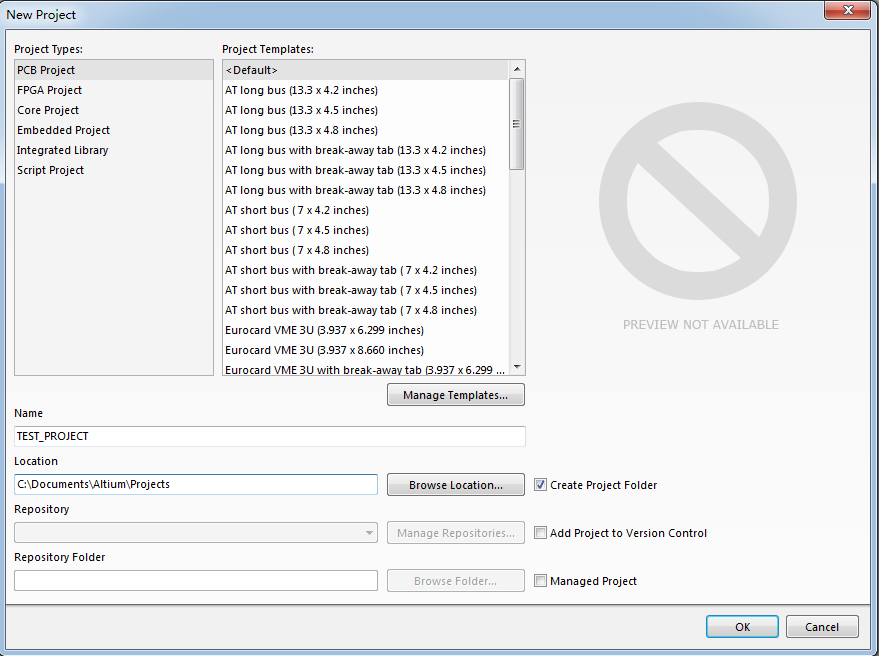 New Project
Project Types:
PCB Project
FPGA Project
Core Project
Embedded Project
Integrated Library
Script Project
Project Templates:
<Default>
AT long bus (13.3 x 4.2 inches)
AT long bus (13.3 x 4.5 inches)
AT long bus (13.3 x 4.8 inches)
AT long bus with break-away tab (13.3 x 4.2 inches)
AT long bus with break-away tab (13.3 x 4.5 inches)
AT long bus with break-away tab (13.3 x 4.8 inches)
AT short bus ( 7 x 4.2 inches)
AT short bus ( 7 x 4.5 inches)
AT short bus ( 7 x 4.8 inches)
AT short bus with break-away tab ( 7 x 4.2 inches)
AT short bus with break-away tab ( 7 x 4.5 inches)
AT short bus with break-away tab ( 7 x 4.8 inches)
Eurocard VME 3U (3.937 x 6.299 inches)
Eurocard VME 3U (3.937 x 8.660 inches)
Eurocard VME 3U with break-away tab (3.937 x 6.299 ...
PREVIEW NOT AVAILABLE
Manage Templates...
Name
TEST_PROJECT
Location
C:\Documents\Altium\Projects
Browse Location...
Create Project Folder
Repository
Manage Repositories...
Add Project to Version Control
Repository Folder
Browse Folder...
Managed Project
OK
Cancel